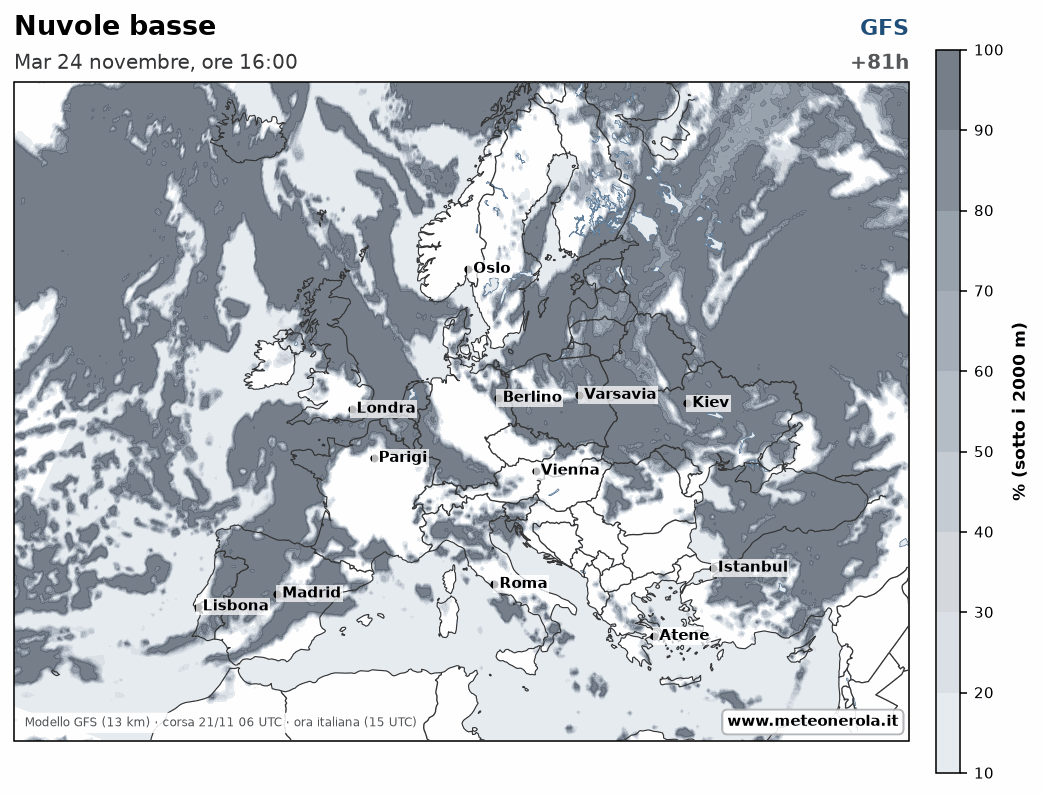 Nuvole basse
GFS
Mar 24 novembre, ore 16:00
+81h
Oslo
Londra
Berlino
Varsavia
Kiev
Parigi
Vienna
Istanbul
Roma
Madrid
Lisbona
Atene
Modello GFS (13 km) · corsa 21/11 06 UTC · ora italiana (15 UTC)
www.meteonerola.it
100
90
80
70
60
50
40
30
20
10
% (sotto i 2000 m)